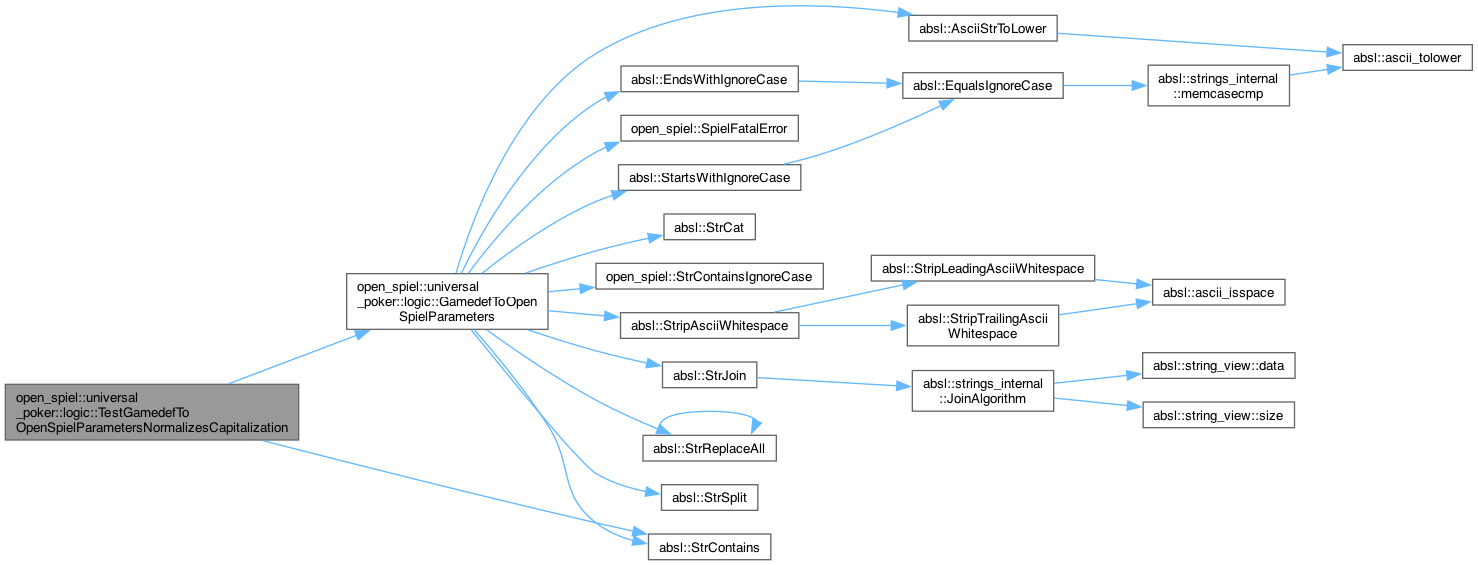 absl::AsciiStrToLower
absl::ascii_tolower
absl::EndsWithIgnoreCase
absl::EqualsIgnoreCase
absl::strings_internal
::memcasecmp
open_spiel::SpielFatalError
absl::StartsWithIgnoreCase
absl::StrCat
open_spiel::StrContainsIgnoreCase
open_spiel::universal
_poker::logic::GamedefToOpen
SpielParameters
absl::StripLeadingAsciiWhitespace
absl::ascii_isspace
absl::StripAsciiWhitespace
absl::StripTrailingAscii
Whitespace
absl::StrJoin
absl::strings_internal
::JoinAlgorithm
absl::string_view::data
absl::string_view::size
open_spiel::universal
_poker::logic::TestGamedefTo
OpenSpielParametersNormalizesCapitalization
absl::StrReplaceAll
absl::StrSplit
absl::StrContains